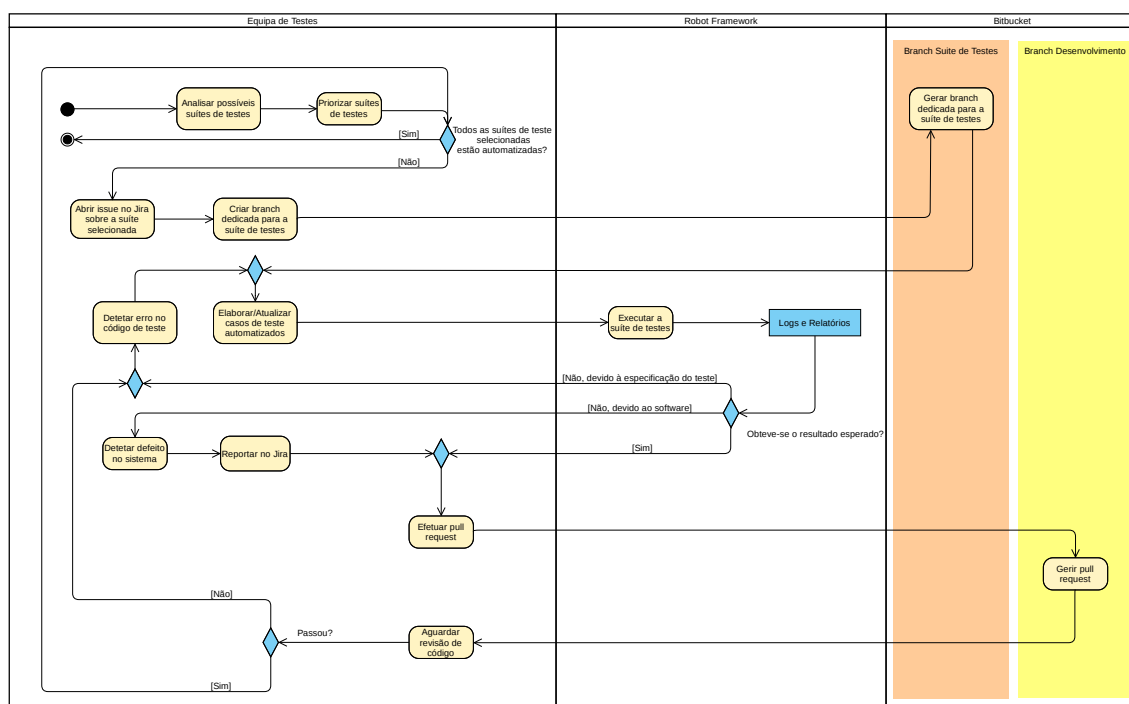 Equipa de Testes
Robot Framework
Bitbucket
Branch Suite de Testes
Branch Desenvolvimento
Analisar possíveis
suítes de testes
Priorizar suítes
de testes
Gerar branch
dedicada para a
suíte de testes
[Sim]
Todos as suítes de teste
selecionadas
estão automatizadas?
[Não]
Abrir issue no Jira
sobre a suíte
selecionada
Criar branch
dedicada para a
suíte de testes
Detetar erro no
código de teste
Elaborar/Atualizar
casos de teste
automatizados
Executar a
suíte de testes
Logs e Relatórios
[Não, devido à especificação do teste]
[Não, devido ao software]
Obteve-se o resultado esperado?
[Sim]
Detetar defeito
no sistema
Reportar no Jira
Efetuar pull
request
Gerir pull
request
[Não]
Passou?
Aguardar
revisão de
código
[Sim]